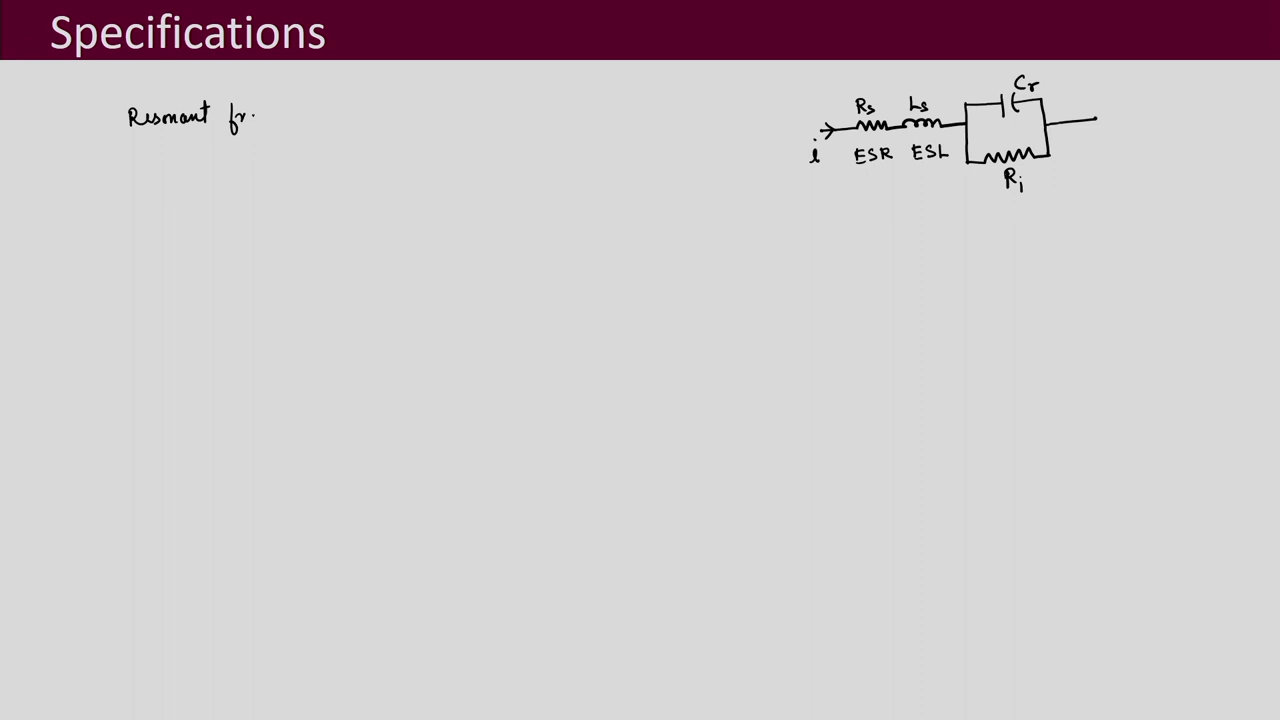 Specifications
Resonant fr.
Rs Ls Cr
i ESR ESL
Ri